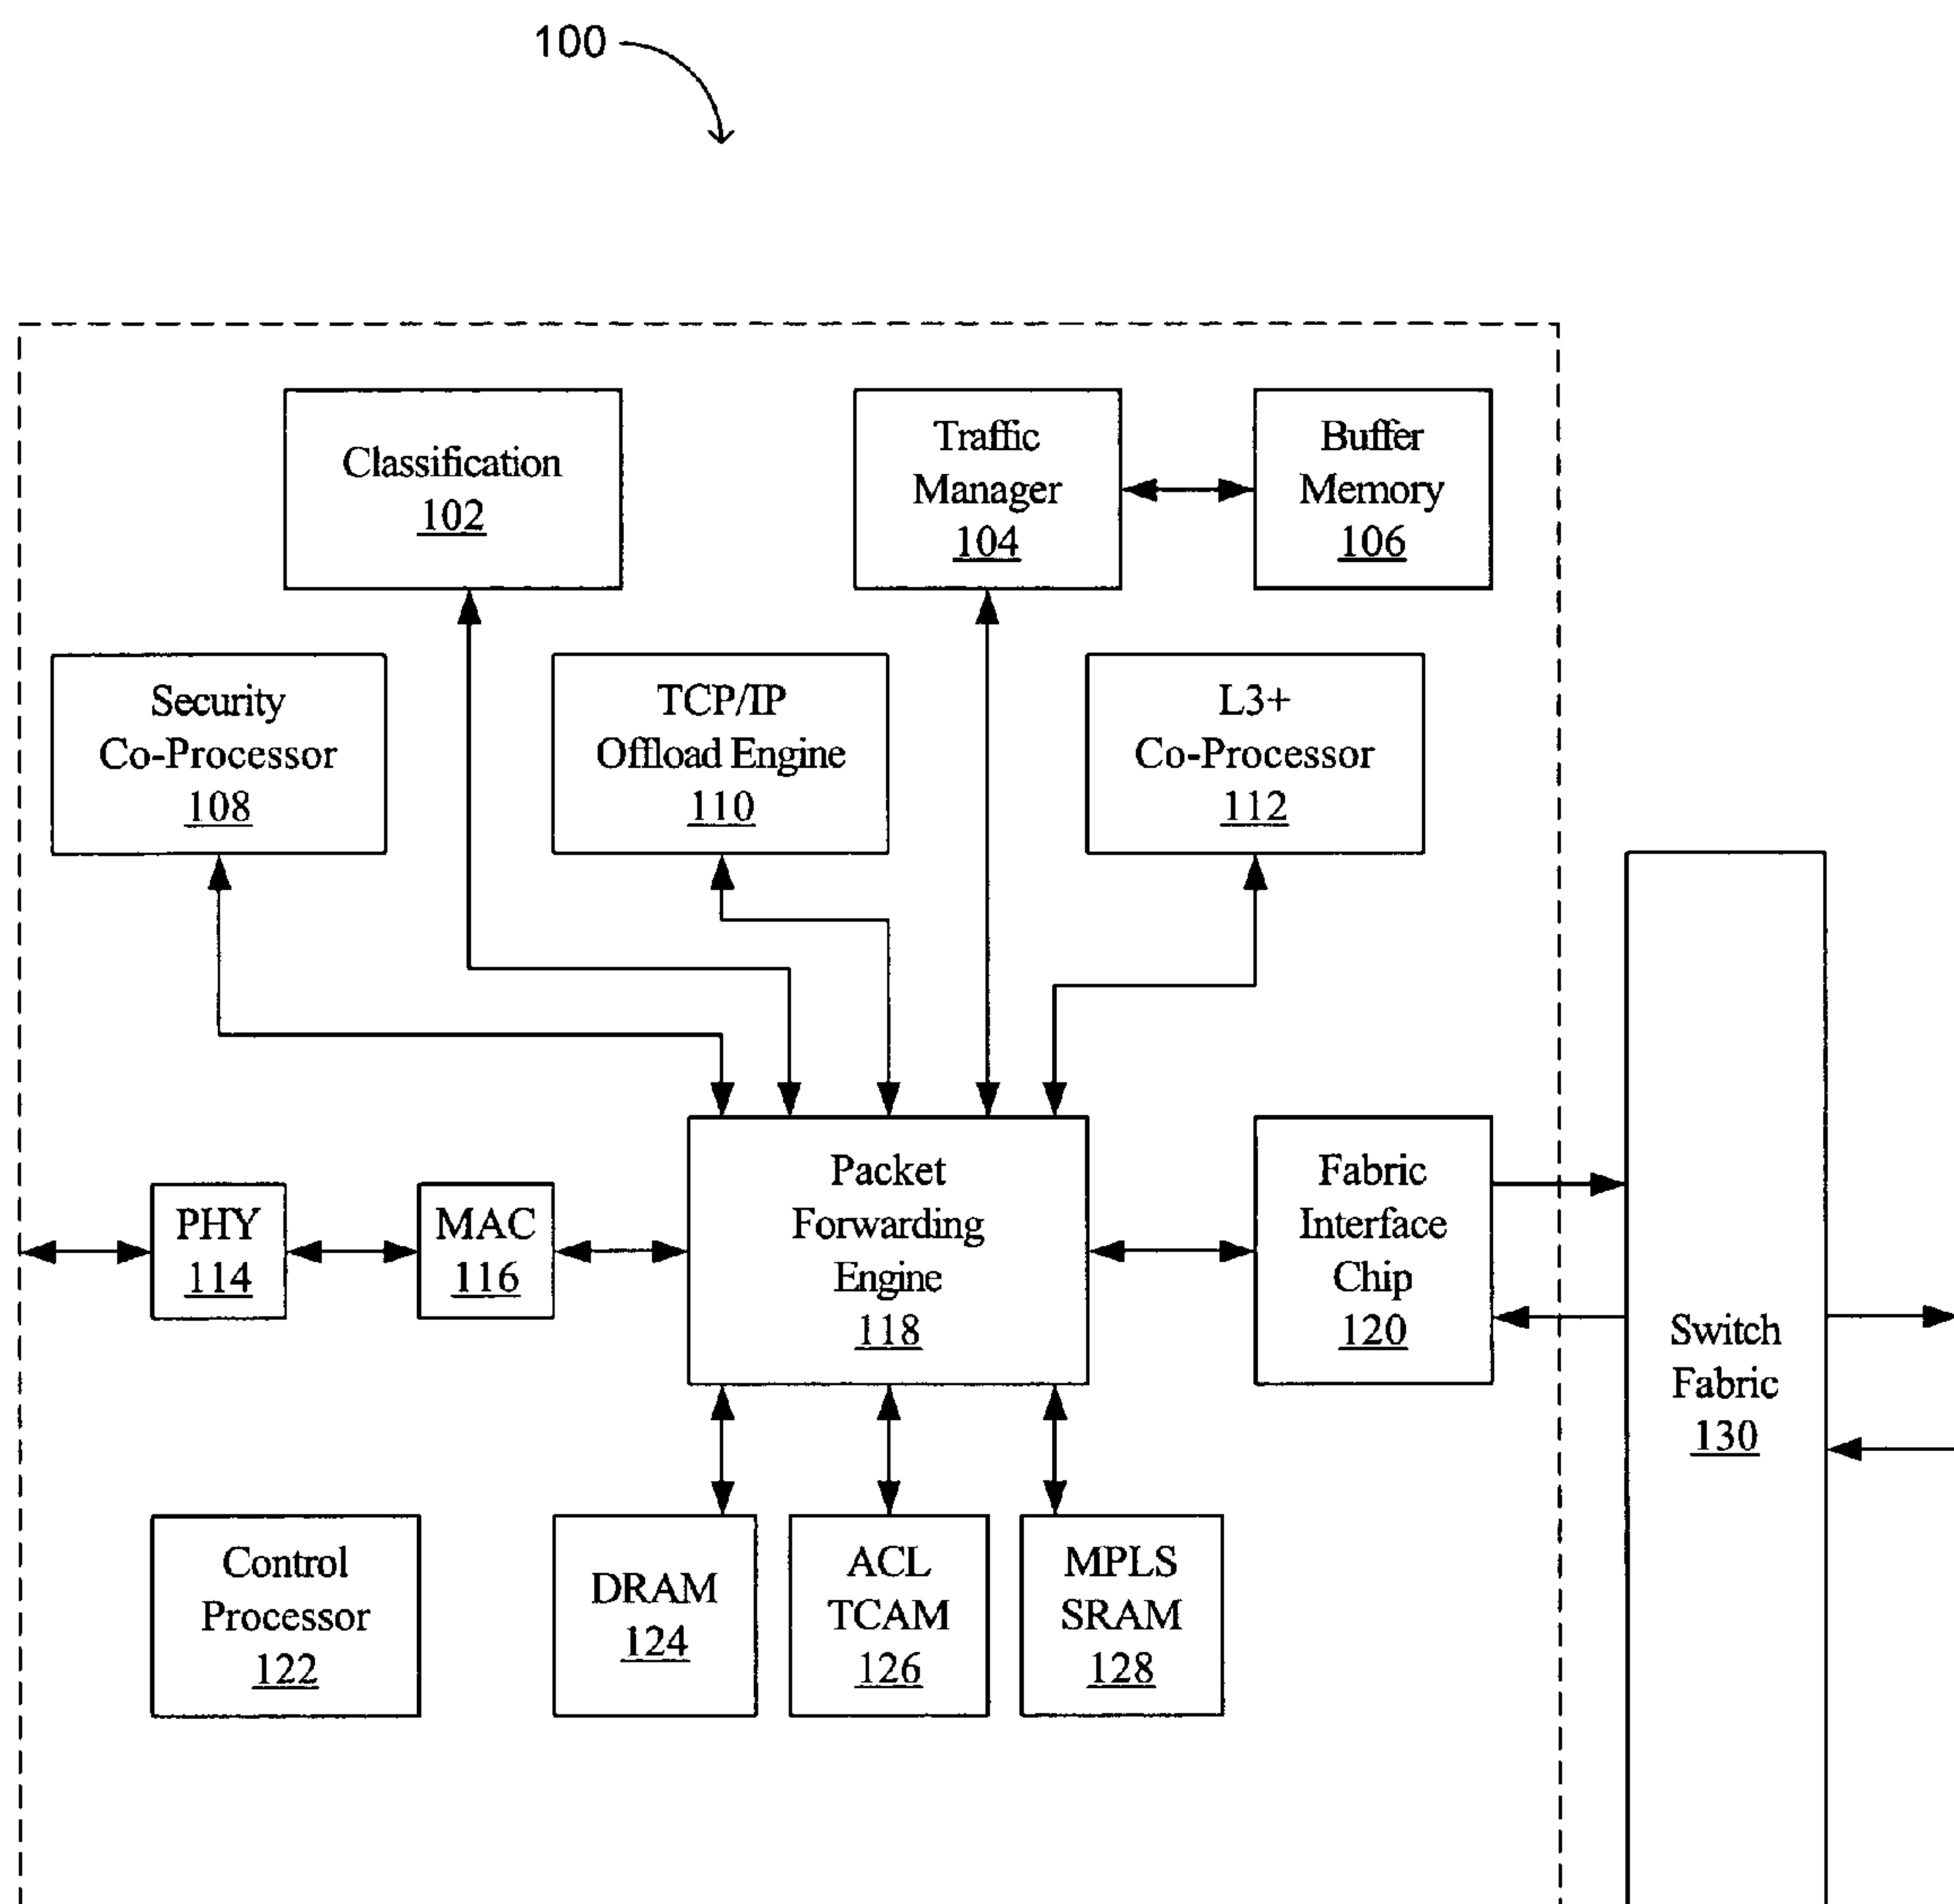 100
Classification
102
Traffic
Manager
104
Buffer
Memory
106
Security
Co-Processor
108
TCP/IP
Offload Engine
110
L3+
Co-Processor
112
PHY
114
MAC
116
Packet
Forwarding
Engine
118
Fabric
Interface
Chip
120
Switch
Fabric
130
Control
Processor
122
DRAM
124
ACL
TCAM
126
MPLS
SRAM
128